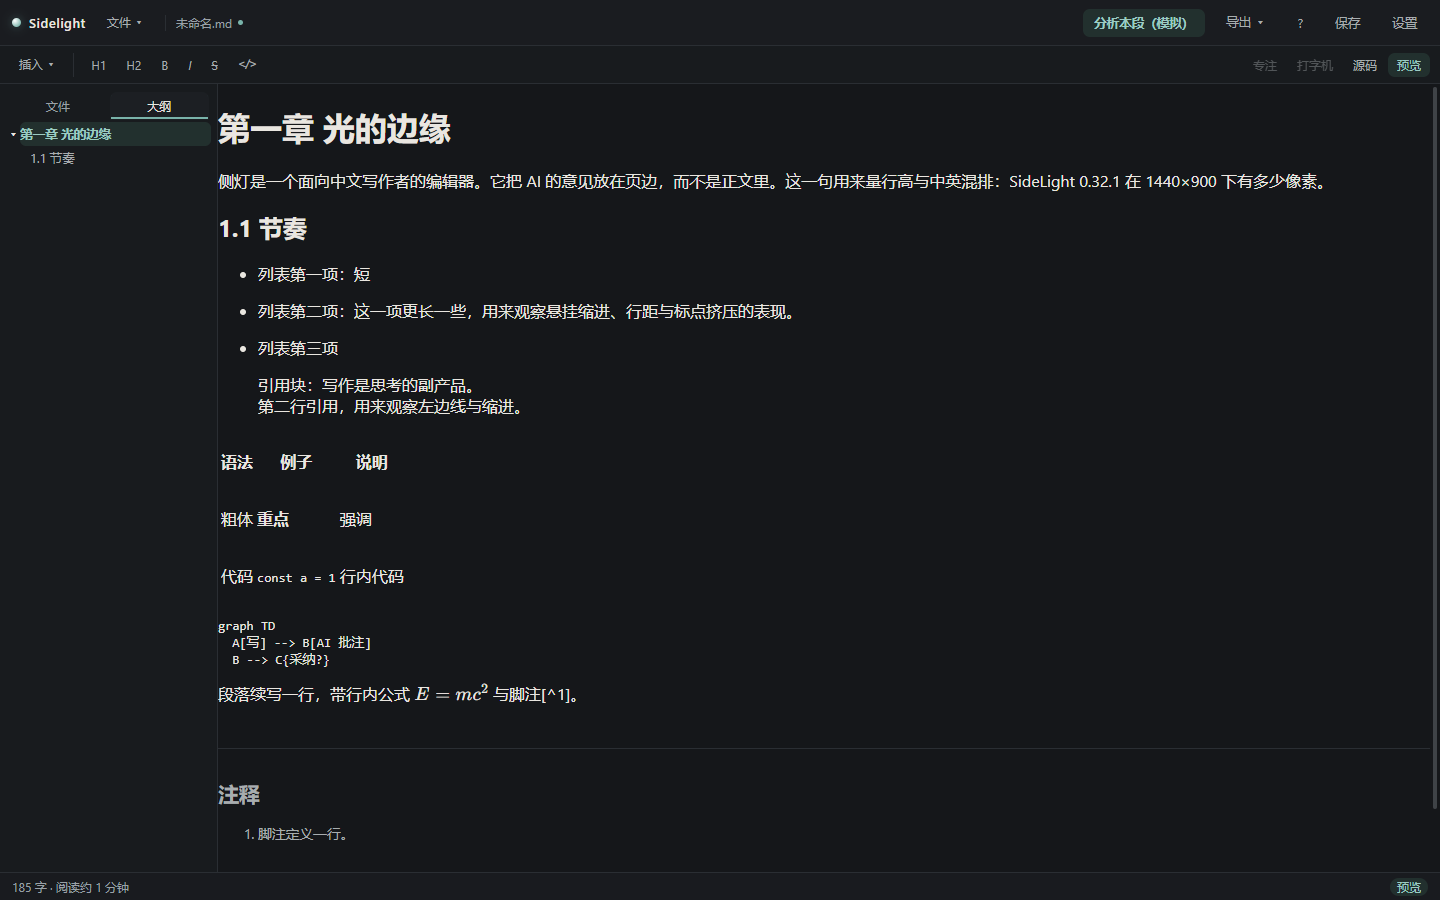 Sidelight 文件 未命名.md 分析本段（模拟） 导出 ? 保存 设置
插入 H1 H2 B I S </> 专注 打字机 源码 预览
文件 大纲
第一章 光的边缘
1.1 节奏
第一章 光的边缘
侧灯是一个面向中文写作者的编辑器。它把 AI 的意见放在页边，而不是正文里。这一句用来量行高与中英混排：SideLight 0.32.1 在 1440×900 下有多少像素。
1.1 节奏
• 列表第一项：短
• 列表第二项：这一项更长一些，用来观察悬挂缩进、行距与标点挤压的表现。
• 列表第三项
引用块：写作是思考的副产品。
第二行引用，用来观察左边线与缩进。
语法 例子 说明
粗体 重点 强调
代码 const a = 1 行内代码
graph TD
A[写] --> B[AI 批注]
B --> C{采纳?}
段落续写一行，带行内公式 E = mc² 与脚注[^1]。
注释
1. 脚注定义一行。
185 字 · 阅读约 1 分钟 预览